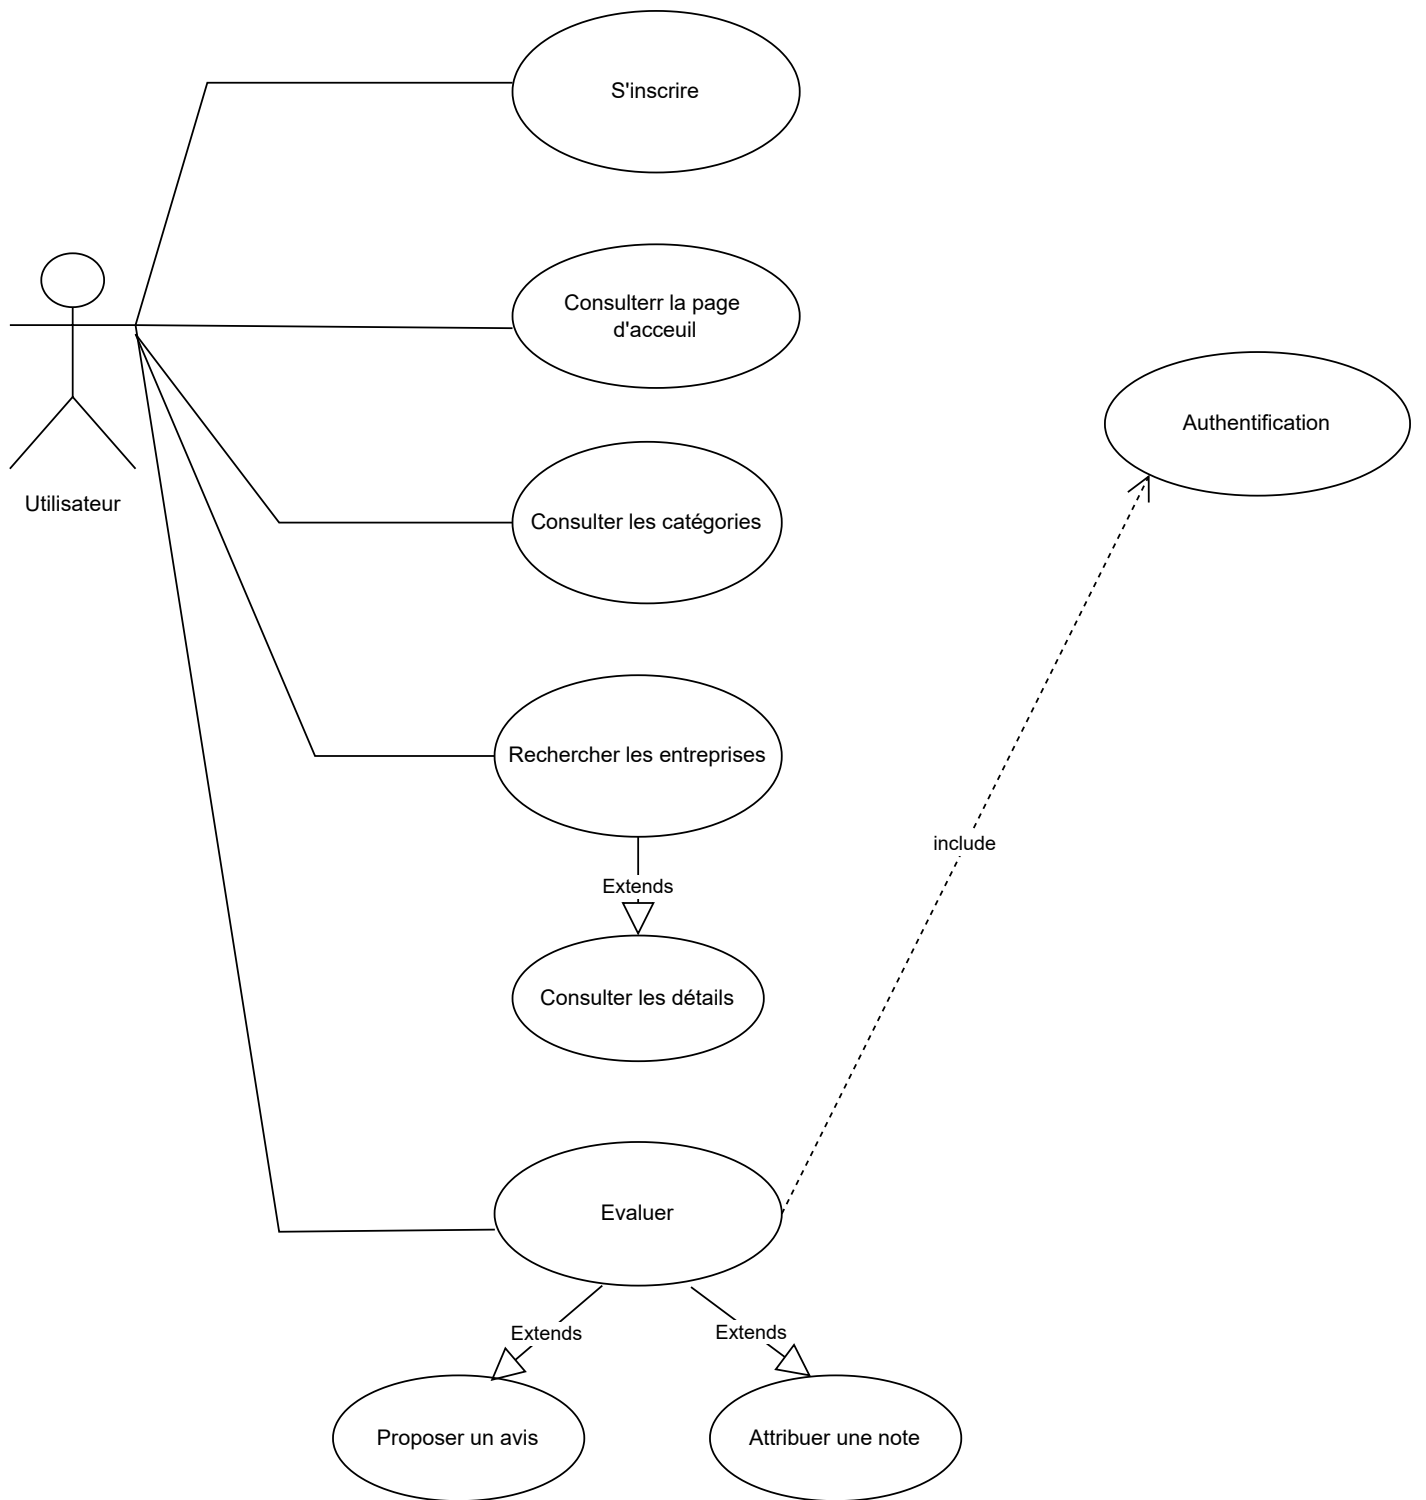 S'inscrire
Consulterr la page
d'acceuil
Authentification
Utilisateur
Consulter les catégories
Rechercher les entreprises
include
Extends
Consulter les détails
Evaluer
Extends
Extends
Proposer un avis
Attribuer une note